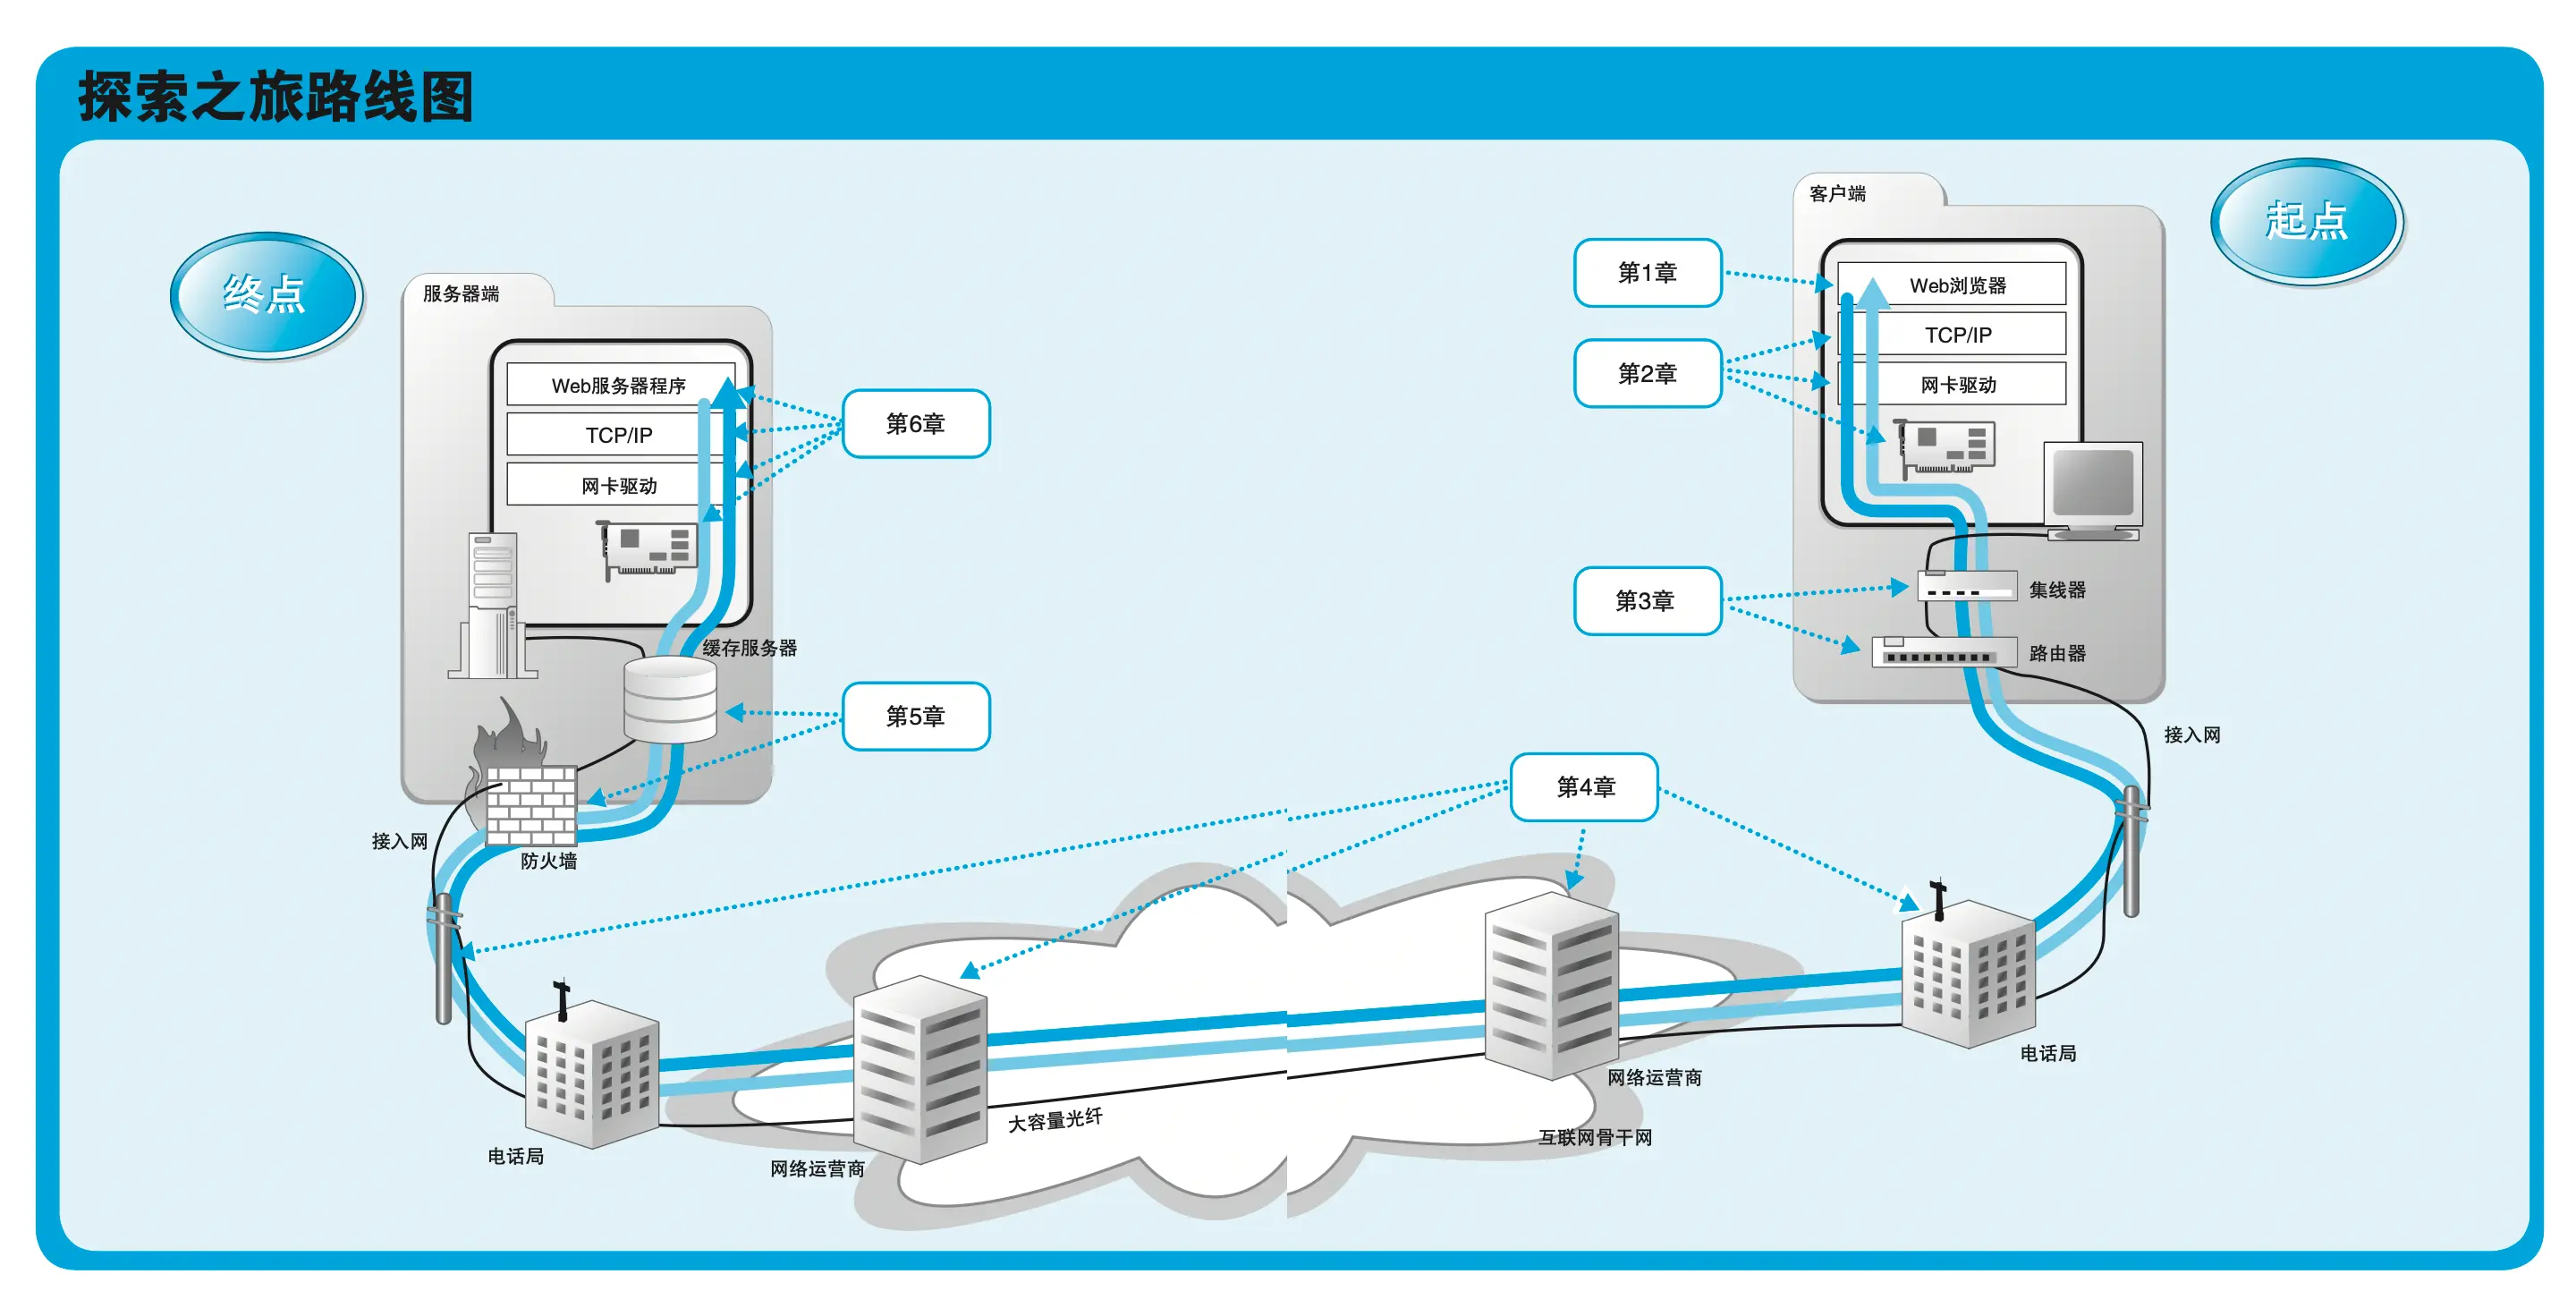 探索之旅路线图
终点
服务器端
Web服务器程序
TCP/IP
网卡驱动
第6章
缓存服务器
第5章
接入网
防火墙
电话局
网络运营商
大容量光纤
起点
客户端
第1章
Web浏览器
第2章
TCP/IP
网卡驱动
第3章
集线器
路由器
接入网
第4章
电话局
网络运营商
互联网骨干网